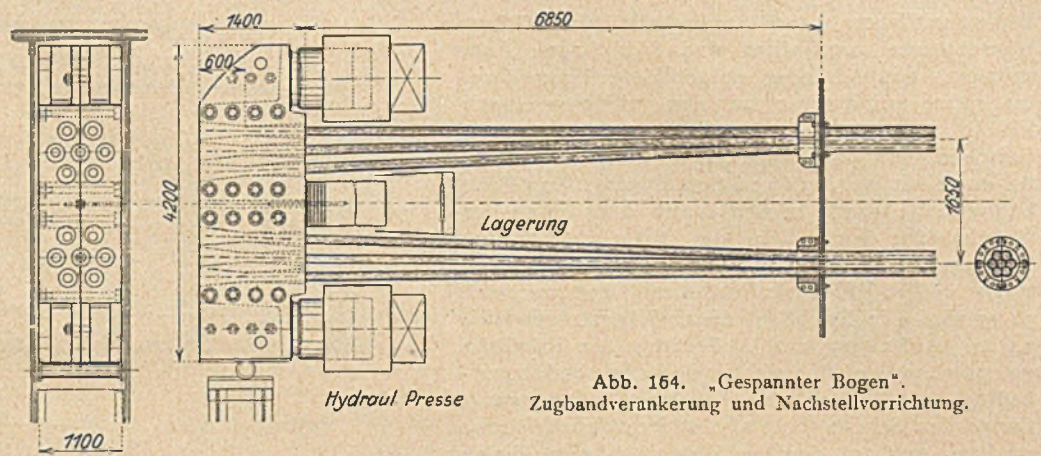 1400
6850
600
4200
1650
Lagerung
Hydraul Presse
1100
Abb. 164. „Gespannter Bogen“.
Zugbandverankerung und Nachstellvorrichtung.